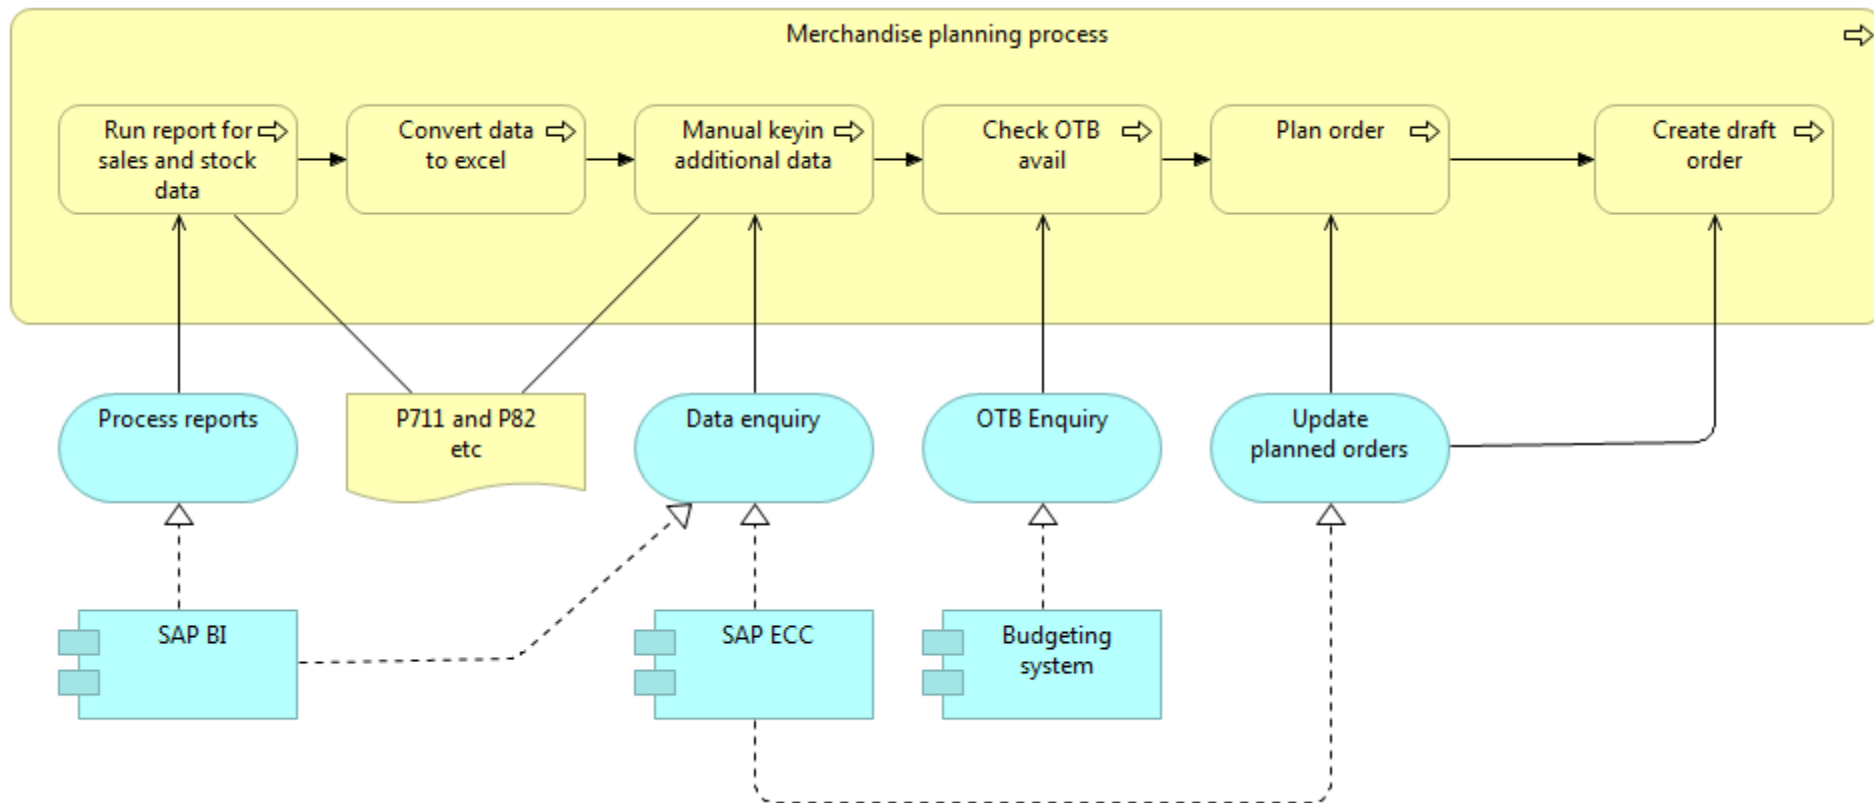 Merchandise planning process
Run report for
sales and stock
data
Convert data
to excel
Manual keyin
additional data
Check OTB
avail
Plan order
Create draft
order
Process reports
P711 and P82
etc
Data enquiry
OTB Enquiry
Update
planned orders
SAP BI
SAP ECC
Budgeting
system